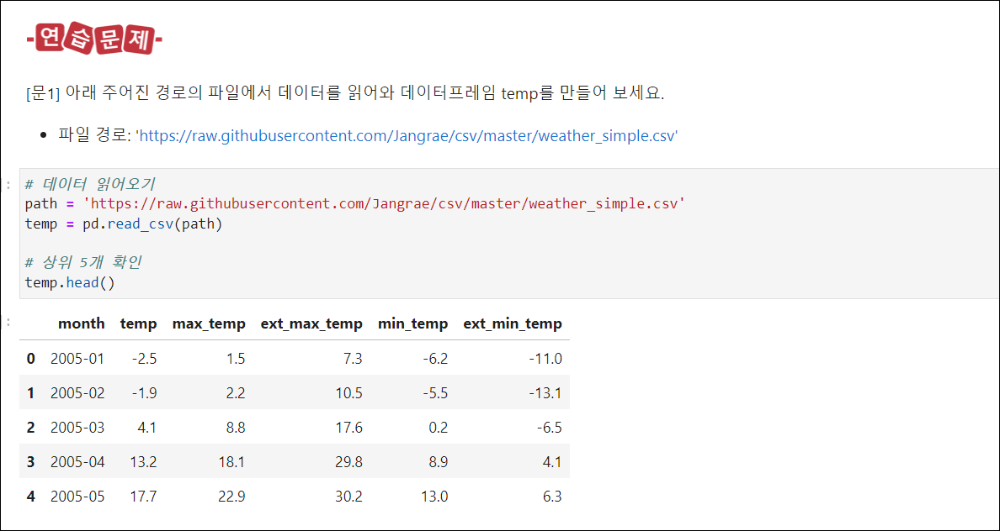 -연습문제-
[문1] 아래 주어진 경로의 파일에서 데이터를 읽어와 데이터프레임 temp를 만들어 보세요.
• 파일 경로: 'https://raw.githubusercontent.com/Jangrae/csv/master/weather_simple.csv'
:
# 데이터 읽어오기
path = 'https://raw.githubusercontent.com/Jangrae/csv/master/weather_simple.csv'
temp = pd.read_csv(path)
# 상위 5개 확인
temp.head()
:
month temp max_temp ext_max_temp min_temp ext_min_temp
0 2005-01 -2.5 1.5 7.3 -6.2 -11.0
1 2005-02 -1.9 2.2 10.5 -5.5 -13.1
2 2005-03 4.1 8.8 17.6 0.2 -6.5
3 2005-04 13.2 18.1 29.8 8.9 4.1
4 2005-05 17.7 22.9 30.2 13.0 6.3